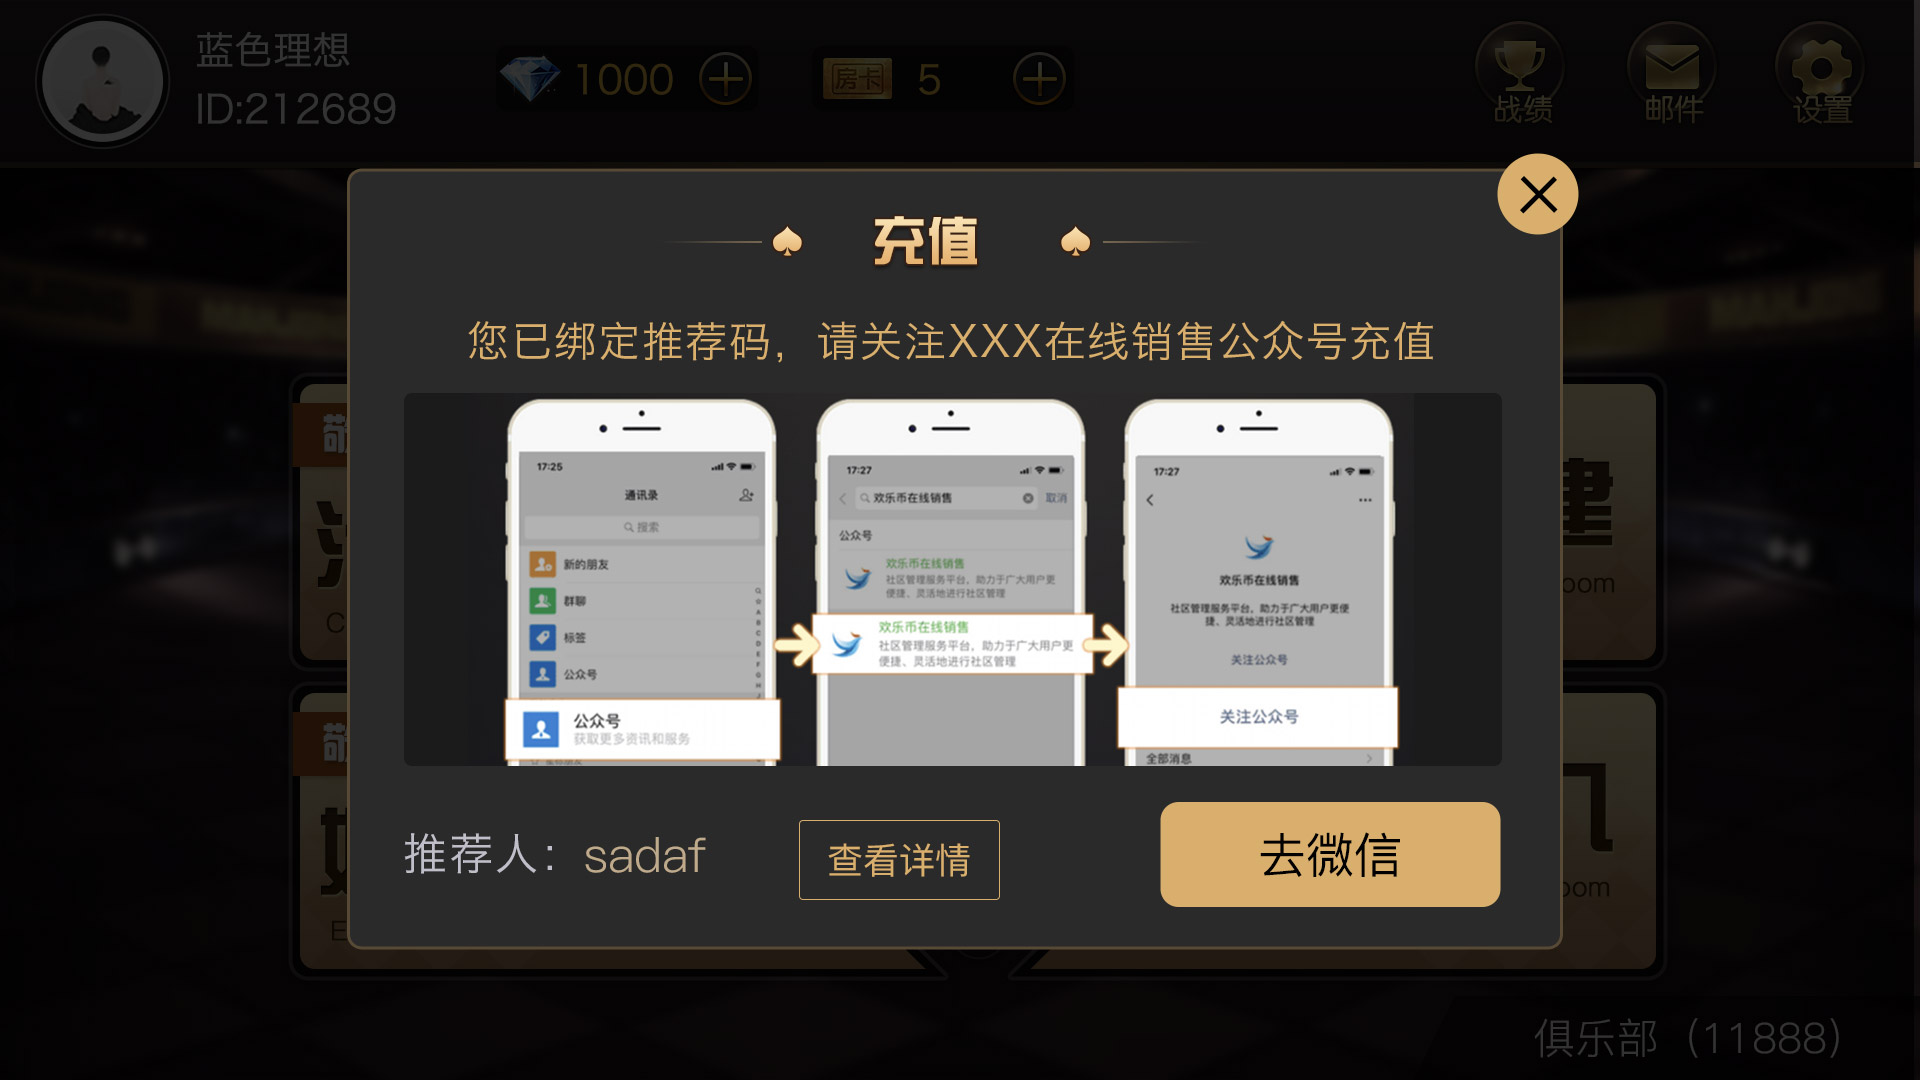 蓝色理想
ID:212689
1000
房卡 5
战绩
邮件
设置
充值
您已绑定推荐码，请关注XXX在线销售公众号充值
17:25
通讯录
搜索
新的朋友
群聊
标签
公众号
公众号
获取更多资讯和服务
17:27
欢乐币在线销售
取消
公众号
欢乐币在线销售
社区管理服务平台，助力于广大用户更
便捷、灵活地进行社区管理
欢乐币在线销售
社区管理服务平台，助力于广大用户更
便捷、灵活地进行社区管理
17:27
欢乐币在线销售
社区管理服务平台，助力于广大用户更便
捷、灵活地进行社区管理
关注公众号
关注公众号
全部消息
推荐人：sadaf
查看详情
去微信
建
oom
oom
俱乐部（11888）